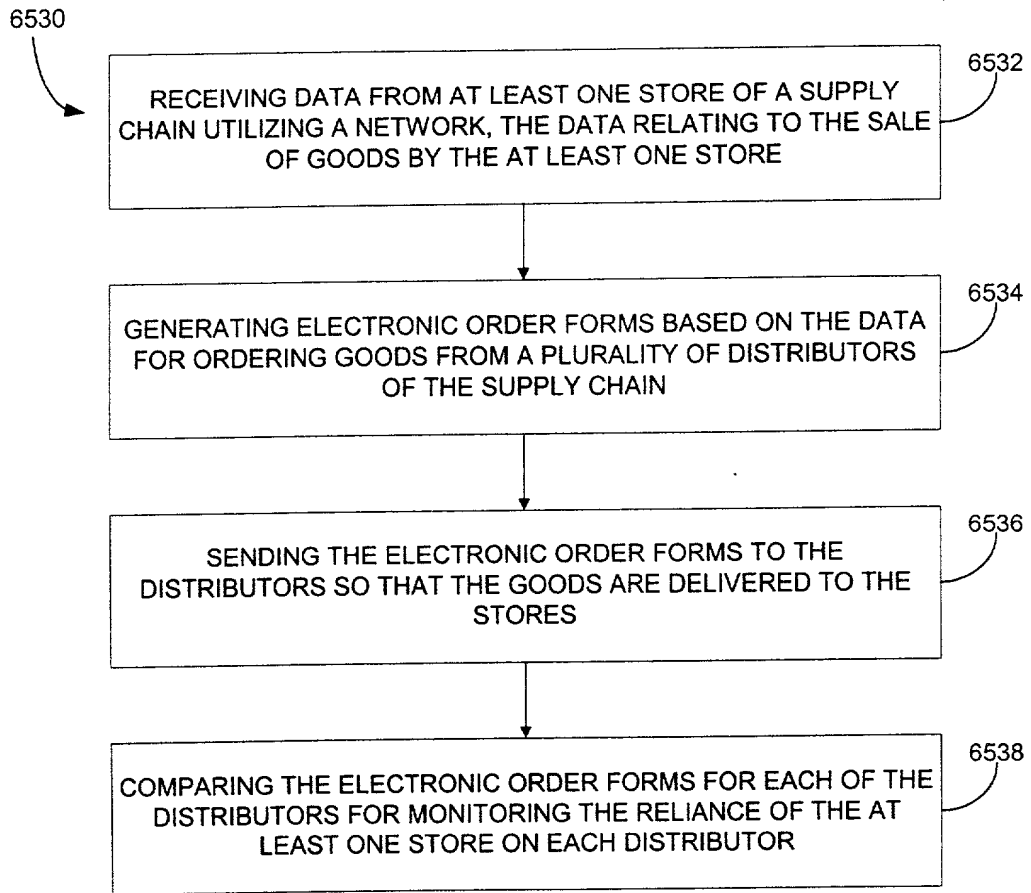 6530
6532
RECEIVING DATA FROM AT LEAST ONE STORE OF A SUPPLY
CHAIN UTILIZING A NETWORK, THE DATA RELATING TO THE SALE
OF GOODS BY THE AT LEAST ONE STORE
6534
GENERATING ELECTRONIC ORDER FORMS BASED ON THE DATA
FOR ORDERING GOODS FROM A PLURALITY OF DISTRIBUTORS
OF THE SUPPLY CHAIN
6536
SENDING THE ELECTRONIC ORDER FORMS TO THE
DISTRIBUTORS SO THAT THE GOODS ARE DELIVERED TO THE
STORES
6538
COMPARING THE ELECTRONIC ORDER FORMS FOR EACH OF THE
DISTRIBUTORS FOR MONITORING THE RELIANCE OF THE AT
LEAST ONE STORE ON EACH DISTRIBUTOR